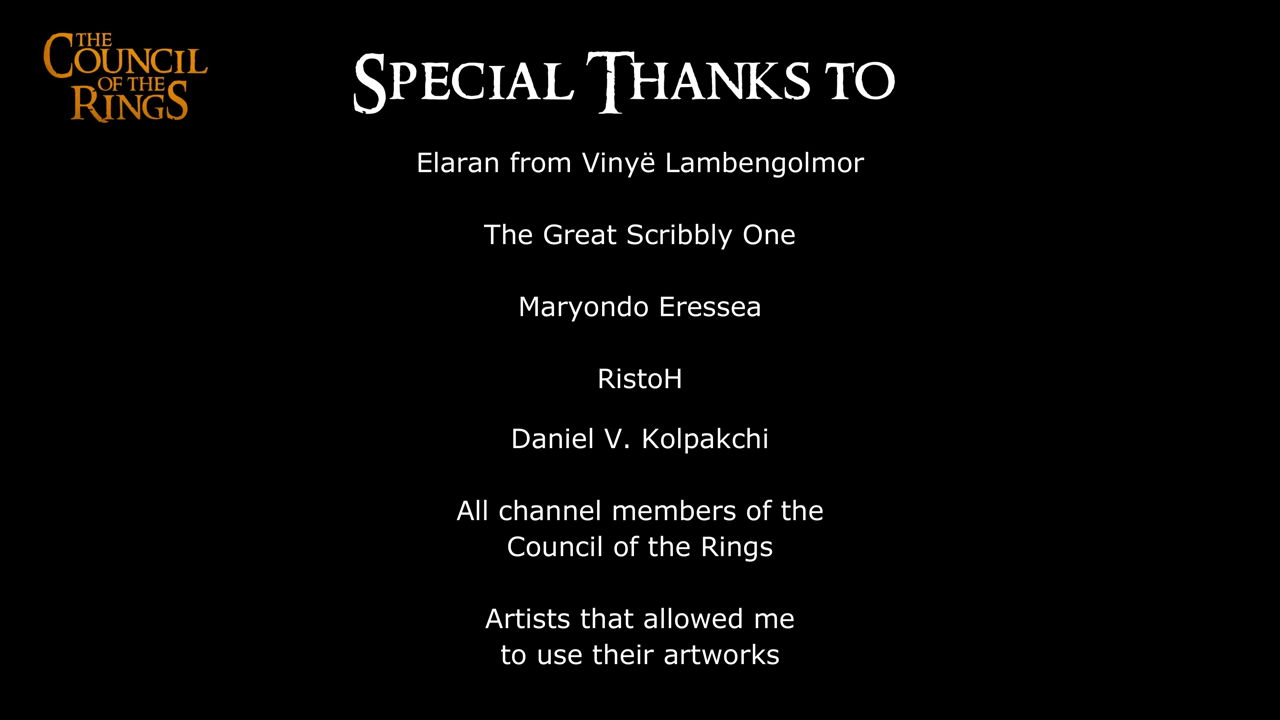 THE
COUNCIL
OF THE
RINGS
SPECIAL THANKS TO
Elaran from Vinyë Lambengolmor
The Great Scribbly One
Maryondo Eressea
RistoH
Daniel V. Kolpakchi
All channel members of the
Council of the Rings
Artists that allowed me
to use their artworks